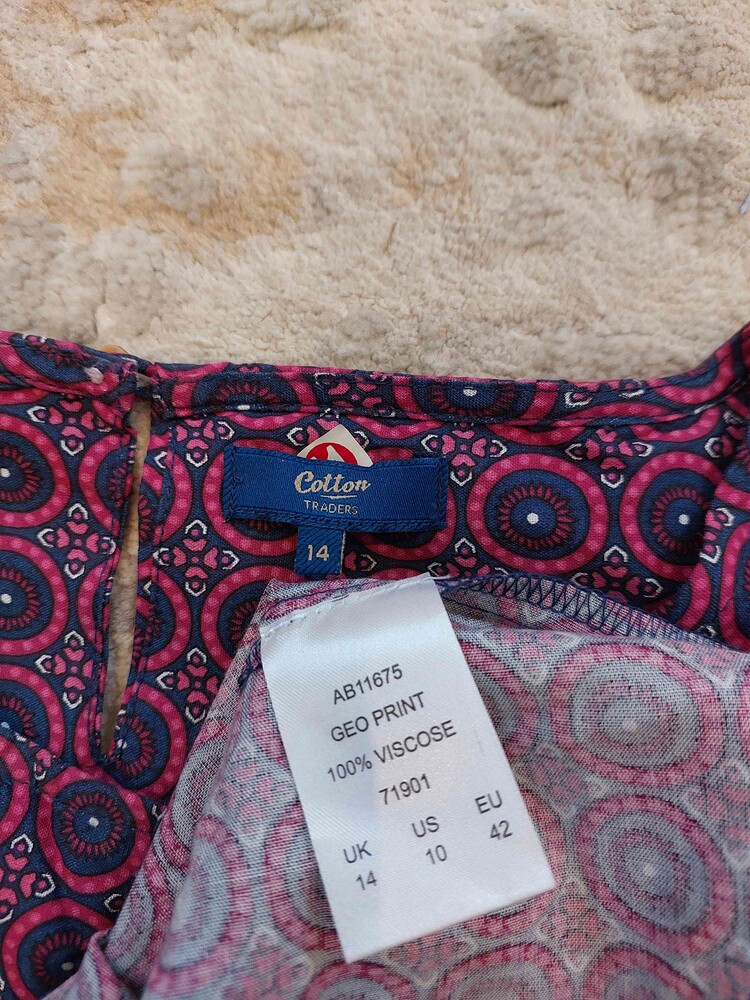 Cotton
TRADERS
14
AB11675
GEO PRINT
100% VISCOSE
71901
UK US EU
14 10 42